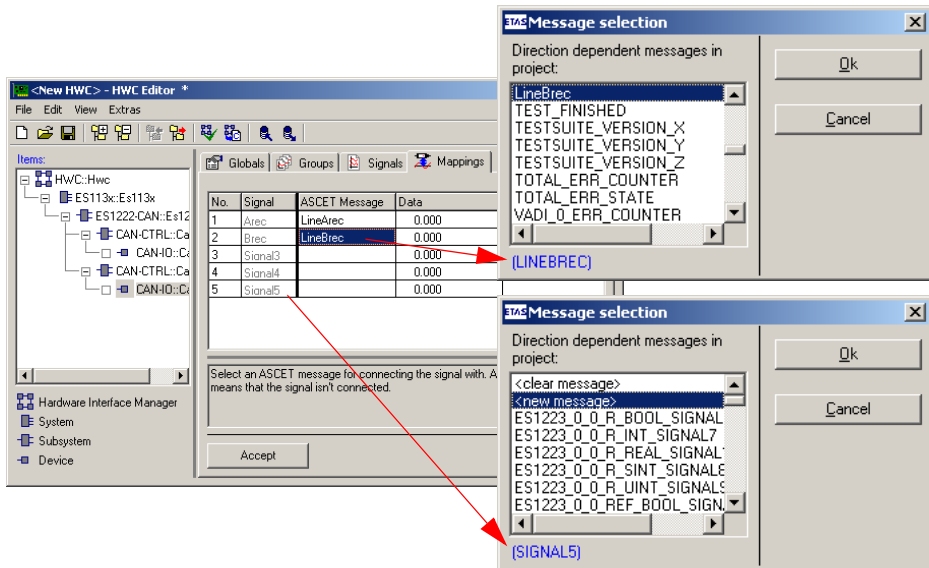 <New HWC> - HWC Editor *
File Edit View Extras
Items:
HWC::Hwc
ES113x::Es113x
ES1222-CAN::Es12
CAN-CTRL::Ca
CAN-IO::Ca
CAN-CTRL::Ca
CAN-IO::Ca
Hardware Interface Manager
System
Subsystem
Device
Globals Groups Signals Mappings
No. Signal ASCET Message Data
1 Arec LineArec 0.000
2 Brec LineBrec 0.000
3 Signal3 0.000
4 Signal4 0.000
5 Signal5 0.000
Select an ASCET message for connecting the signal with. A
means that the signal isn't connected.
Accept
ETAS Message selection
Direction dependent messages in
project:
LineBrec
TEST_FINISHED
TESTSUITE_VERSION_X
TESTSUITE_VERSION_Y
TESTSUITE_VERSION_Z
TOTAL_ERR_COUNTER
TOTAL_ERR_STATE
VADI_0_ERR_COUNTER
(LINEBREC)
Ok
Cancel
ETAS Message selection
Direction dependent messages in
project:
<clear message>
<new message>
ES1223_0_0_R_BOOL_SIGNAL
ES1223_0_0_R_INT_SIGNAL7
ES1223_0_0_R_REAL_SIGNAL
ES1223_0_0_R_SINT_SIGNAL8
ES1223_0_0_R_UINT_SIGNALS
ES1223_0_0_REF_BOOL_SIGN
(SIGNAL5)
Ok
Cancel